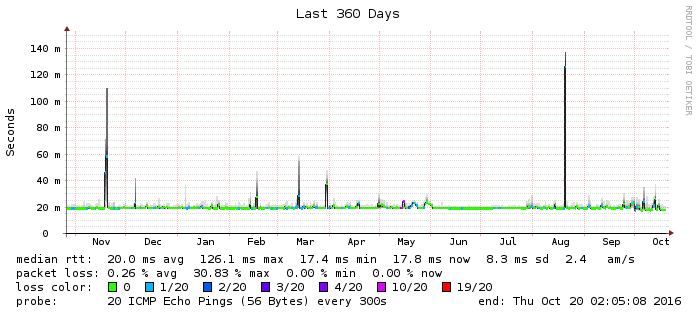 Last 360 Days
RRDTOOL / TOBI OETIKER
Seconds
140 m
120 m
100 m
80 m
60 m
40 m
20 m
0
Nov Dec Jan Feb Mar Apr May Jun Jul Aug Sep Oct
median rtt: 20.0 ms avg 126.1 ms max 17.4 ms min 17.8 ms now 8.3 ms sd 2.4 am/s
packet loss: 0.26 % avg 30.83 % max 0.00 % min 0.00 % now
loss color: 0 1/20 2/20 3/20 4/20 10/20 19/20
probe: 20 ICMP Echo Pings (56 Bytes) every 300s end: Thu Oct 20 02:05:08 2016